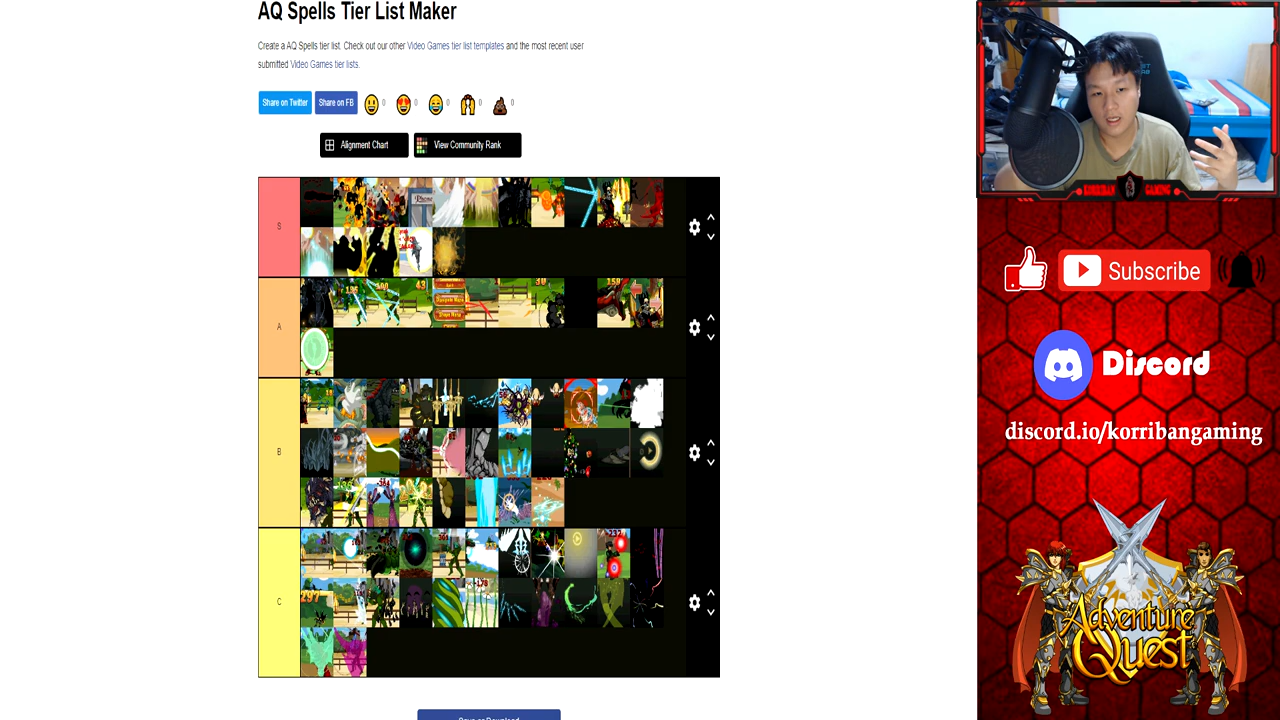 AQ Spells Tier List Maker
Create a AQ Spells tier list. Check out our other Video Games tier list templates and the most recent user
submitted Video Games tier lists.
Share on Twitter Share on FB 0 0 0 0 0
Alignment Chart View Community Rank
S
A
B
C
Subscribe
Discord
discord.io/korribangaming
Adventure
Quest
KORRIBAN GAMING